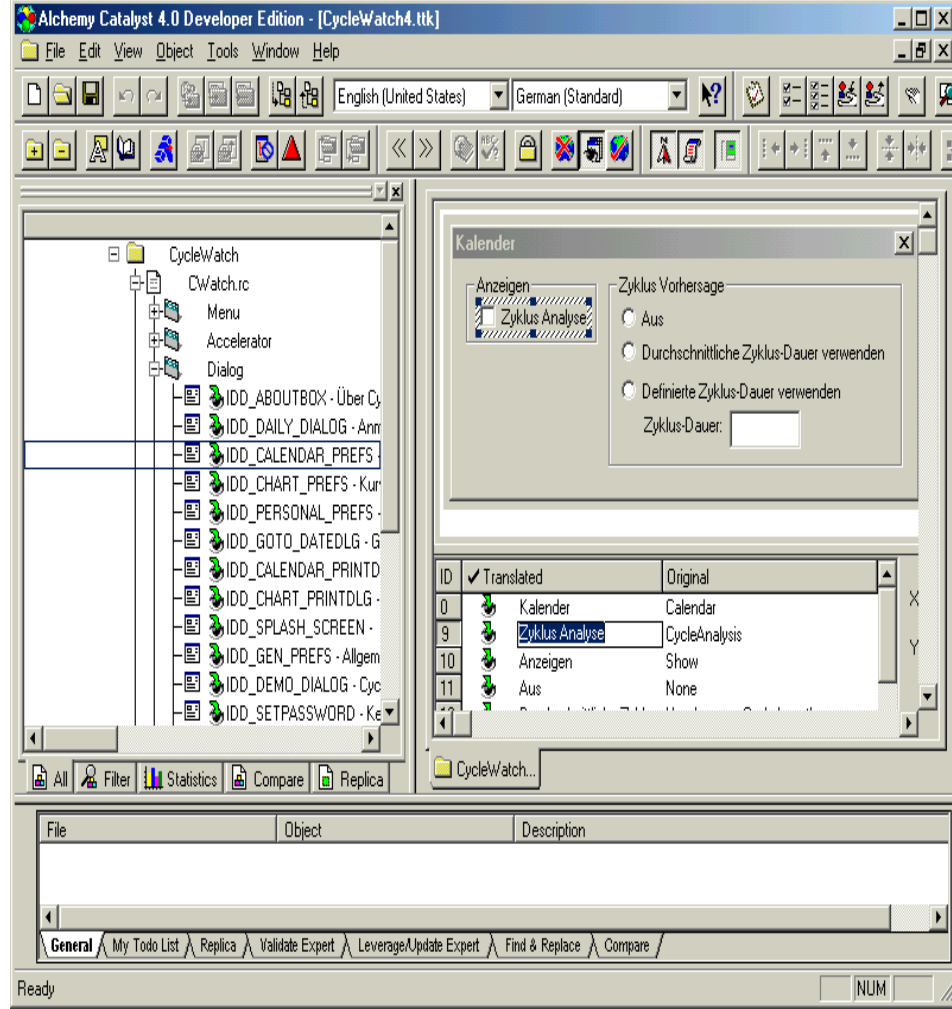 Alchemy Catalyst 4.0 Developer Edition - [CycleWatch4.ttk]
File Edit View Object Tools Window Help
English (United States) German (Standard)
CycleWatch
CWatch.rc
Menu
Accelerator
Dialog
IDD_ABOUTBOX - Über Cy
IDD_DAILY_DIALOG - Anm
IDD_CALENDAR_PREFS -
IDD_CHART_PREFS - Kur
IDD_PERSONAL_PREFS -
IDD_GOTO_DATEDLG - G
IDD_CALENDAR_PRINTD
IDD_CHART_PRINTDLG -
IDD_SPLASH_SCREEN -
IDD_GEN_PREFS - Allgem
IDD_DEMO_DIALOG - Cyc
IDD_SETPASSWORD - Ke
All Filter Statistics Compare Replica
Kalender
Anzeigen
Zyklus Analyse
Zyklus Vorhersage
Aus
Durchschnittliche Zyklus-Dauer verwenden
Definierte Zyklus-Dauer verwenden
Zyklus-Dauer:
ID Translated Original
0 Kalender Calendar
9 Zyklus Analyse CycleAnalysis
10 Anzeigen Show
11 Aus None
X
Y
CycleWatch...
File Object Description
General My Todo List Replica Validate Expert Leverage/Update Expert Find & Replace Compare
Ready NUM